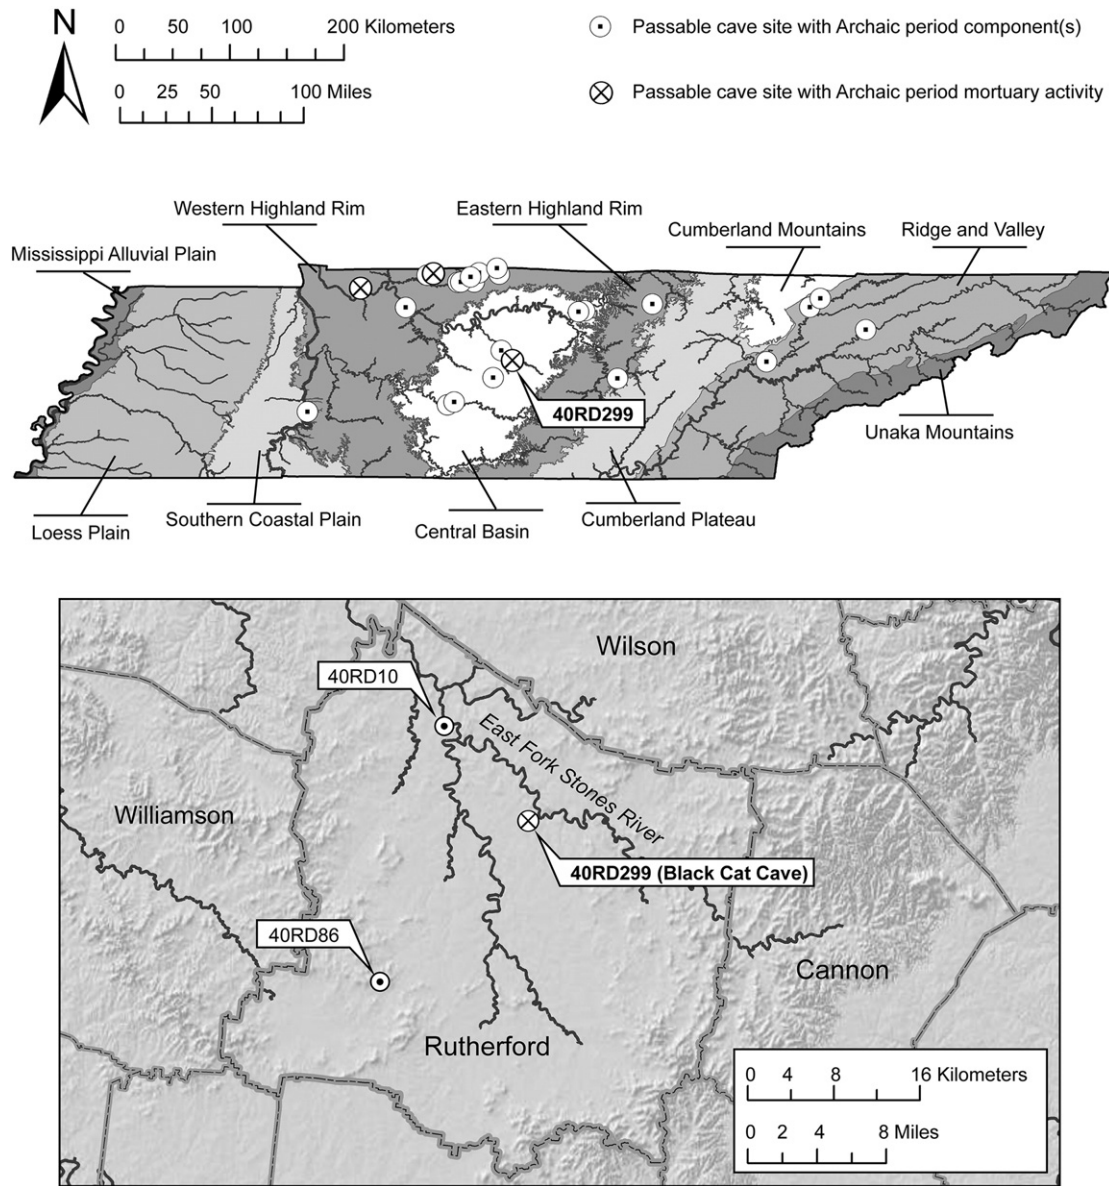 N
0 50 100 200 Kilometers
0 25 50 100 Miles
Passable cave site with Archaic period component(s)
Passable cave site with Archaic period mortuary activity
Western Highland Rim
Eastern Highland Rim
Cumberland Mountains
Ridge and Valley
Mississippi Alluvial Plain
40RD299
Unaka Mountains
Loess Plain
Southern Coastal Plain
Central Basin
Cumberland Plateau
Wilson
40RD10
East Fork Stones River
Williamson
40RD299 (Black Cat Cave)
40RD86
Cannon
Rutherford
0 4 8 16 Kilometers
0 2 4 8 Miles